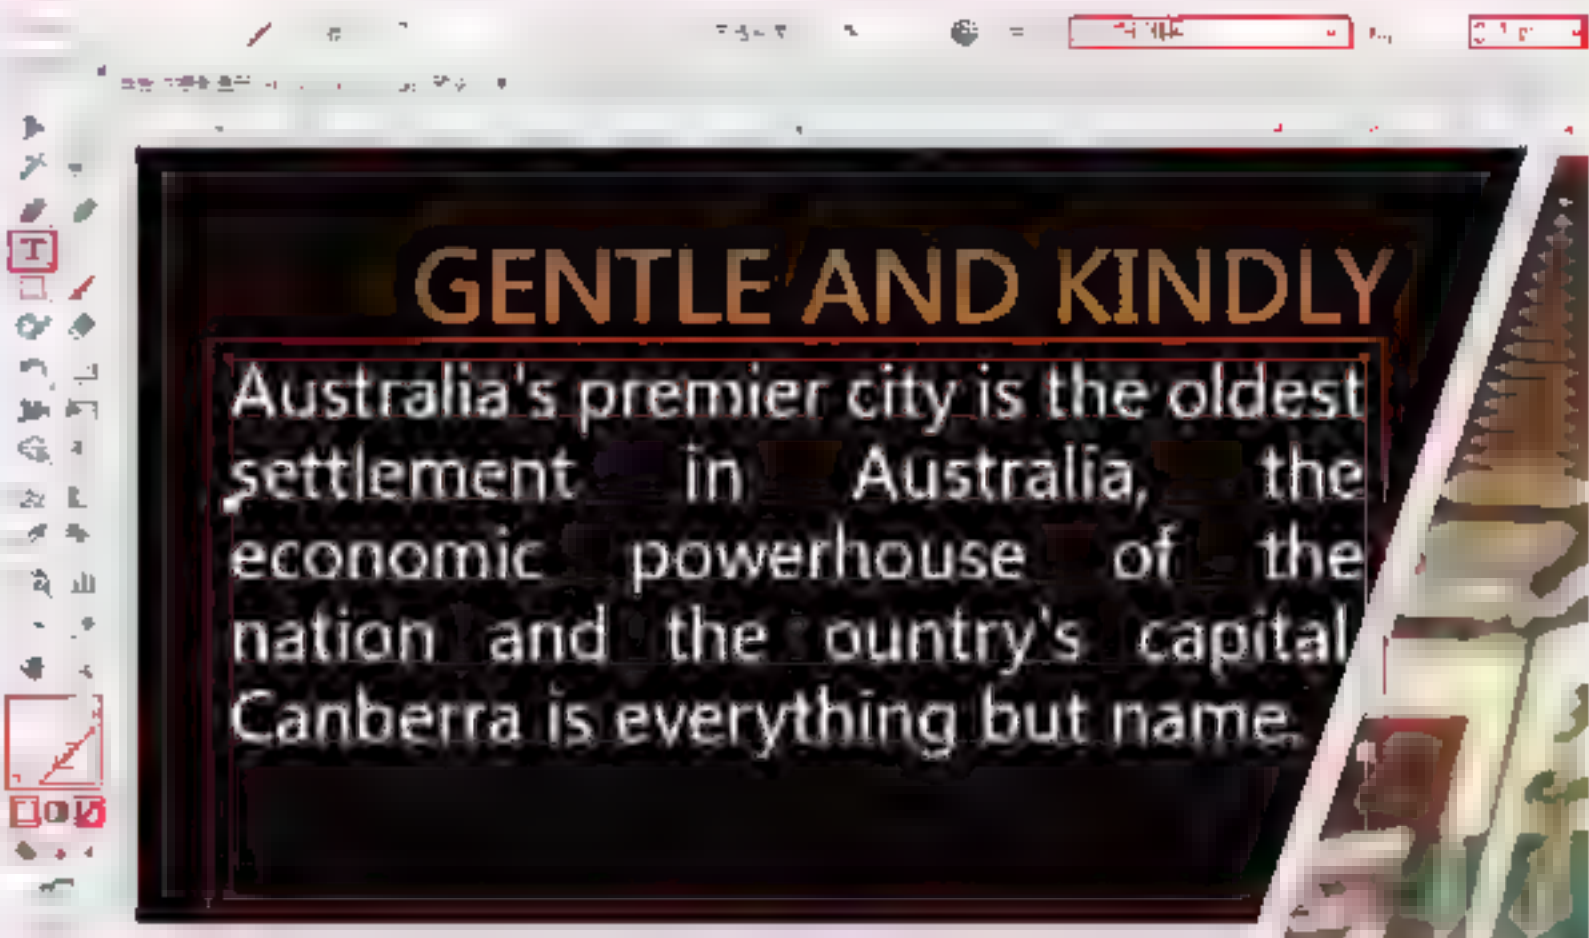 GENTLE AND KINDLY
Australia's premier city is the oldest
settlement in Australia, the
economic powerhouse of the
nation and the ountry's capital
Canberra is everything but name.